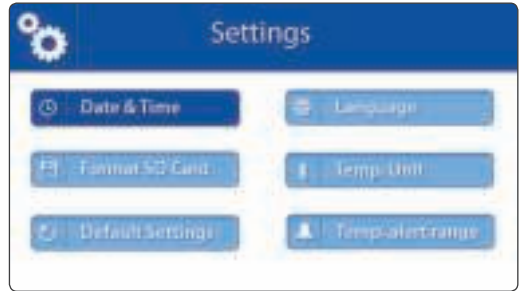 Settings
Date & Time
Language
Format SD Card
Temp. Unit
Default Settings
Temp-alert range